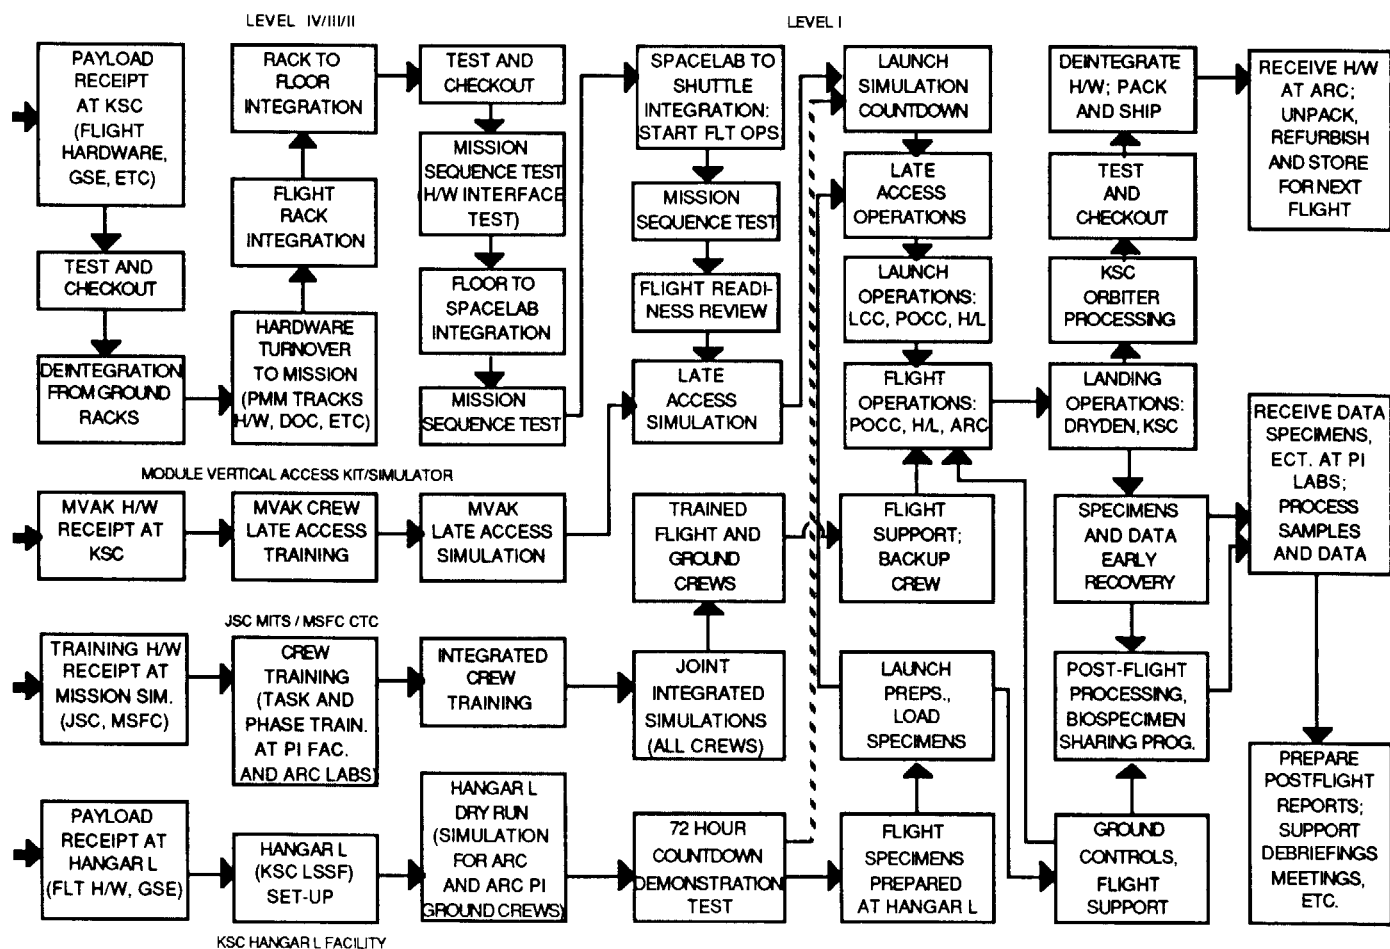 LEVEL IV/III/II
LEVEL I
PAYLOAD
RECEIPT
AT KSC
(FLIGHT
HARDWARE,
GSE, ETC)
TEST AND
CHECKOUT
DEINTEGRATION
FROM GROUND
RACKS
RACK TO
FLOOR
INTEGRATION
FLIGHT
RACK
INTEGRATION
HARDWARE
TURNOVER
TO MISSION
(PMM TRACKS
H/W, DOC, ETC)
TEST AND
CHECKOUT
MISSION
SEQUENCE TEST
(H/W INTERFACE
TEST)
FLOOR TO
SPACELAB
INTEGRATION
MISSION
SEQUENCE TEST
SPACELAB TO
SHUTTLE
INTEGRATION:
START FLT OPS
MISSION
SEQUENCE TEST
FLIGHT READI-
NESS REVIEW
LATE
ACCESS
SIMULATION
LAUNCH
SIMULATION
COUNTDOWN
LATE
ACCESS
OPERATIONS
LAUNCH
OPERATIONS:
LCC, POCC, H/L
FLIGHT
OPERATIONS:
POCC, H/L, ARC
DEINTEGRATE
H/W; PACK
AND SHIP
TEST
AND
CHECKOUT
KSC
ORBITER
PROCESSING
LANDING
OPERATIONS:
DRYDEN, KSC
RECEIVE H/W
AT ARC;
UNPACK,
REFURBISH
AND STORE
FOR NEXT
FLIGHT
RECEIVE DATA
SPECIMENS,
ECT. AT PI
LABS;
PROCESS
SAMPLES
AND DATA
MODULE VERTICAL ACCESS KIT/SIMULATOR
MVAK H/W
RECEIPT AT
KSC
MVAK CREW
LATE ACCESS
TRAINING
MVAK
LATE ACCESS
SIMULATION
TRAINED
FLIGHT AND
GROUND
CREWS
FLIGHT
SUPPORT;
BACKUP
CREW
SPECIMENS
AND DATA
EARLY
RECOVERY
JSC MITS / MSFC CTC
TRAINING H/W
RECEIPT AT
MISSION SIM.
(JSC, MSFC)
CREW
TRAINING
(TASK AND
PHASE TRAIN.
AT PI FAC.
AND ARC LABS)
INTEGRATED
CREW
TRAINING
JOINT
INTEGRATED
SIMULATIONS
(ALL CREWS)
LAUNCH
PREPS.,
LOAD
SPECIMENS
POST-FLIGHT
PROCESSING,
BIOSPECIMEN
SHARING PROG.
PREPARE
POSTFLIGHT
REPORTS;
SUPPORT
DEBRIEFINGS
MEETINGS,
ETC.
PAYLOAD
RECEIPT AT
HANGAR L
(FLT H/W, GSE)
HANGAR L
(KSC LSSF)
SET-UP
HANGAR L
DRY RUN
(SIMULATION
FOR ARC
AND ARC PI
GROUND CREWS)
72 HOUR
COUNTDOWN
DEMONSTRATION
TEST
FLIGHT
SPECIMENS
PREPARED
AT HANGAR L
GROUND
CONTROLS,
FLIGHT
SUPPORT
KSC HANGAR L FACILITY